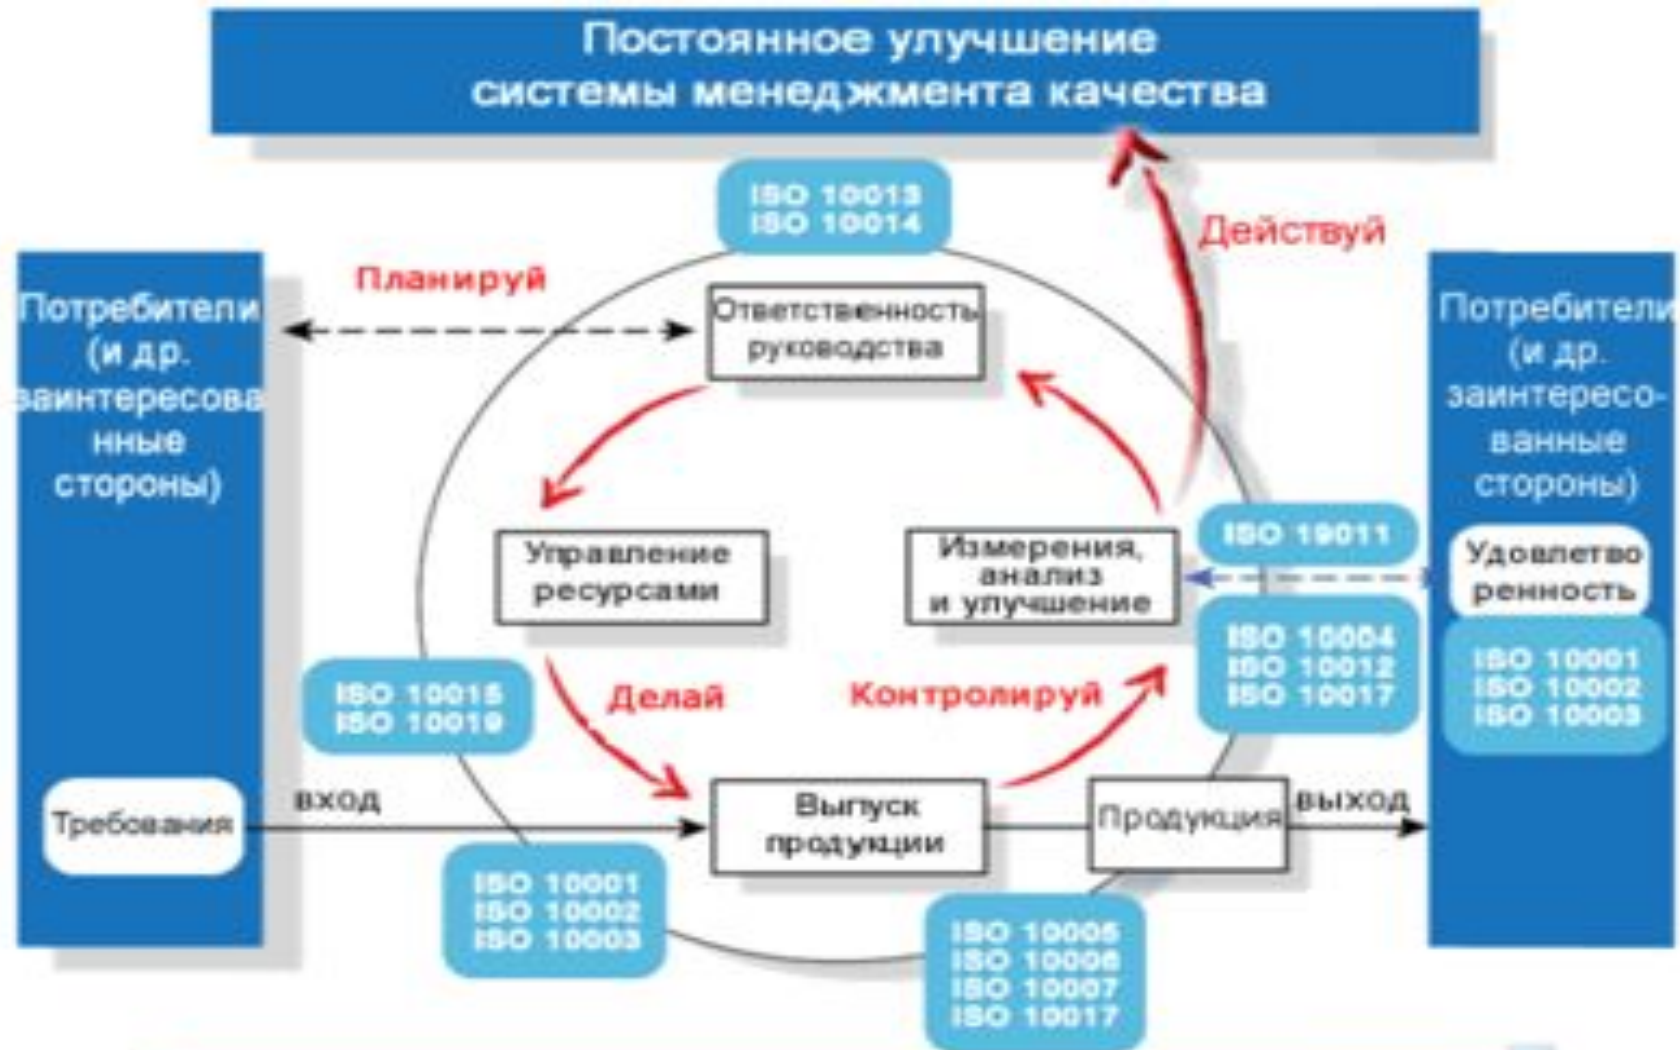 Постоянное улучшение
системы менеджмента качества
ISO 10013
ISO 10014
Действуй
Планируй
Потребители
(и др.
заинтересова
нные
стороны)
Ответственность
руководства
Потребители
(и др.
заинтересо-
ванные
стороны)
Управление
ресурсами
Измерения,
анализ
и улучшение
ISO 19011
Удовлетво
ренность
ISO 10004
ISO 10012
ISO 10017
ISO 10001
ISO 10002
ISO 10003
ISO 10015
ISO 10019
Делай
Контролируй
Требования
вход
Выпуск
продукции
Продукция
выход
ISO 10001
ISO 10002
ISO 10003
ISO 10005
ISO 10006
ISO 10007
ISO 10017